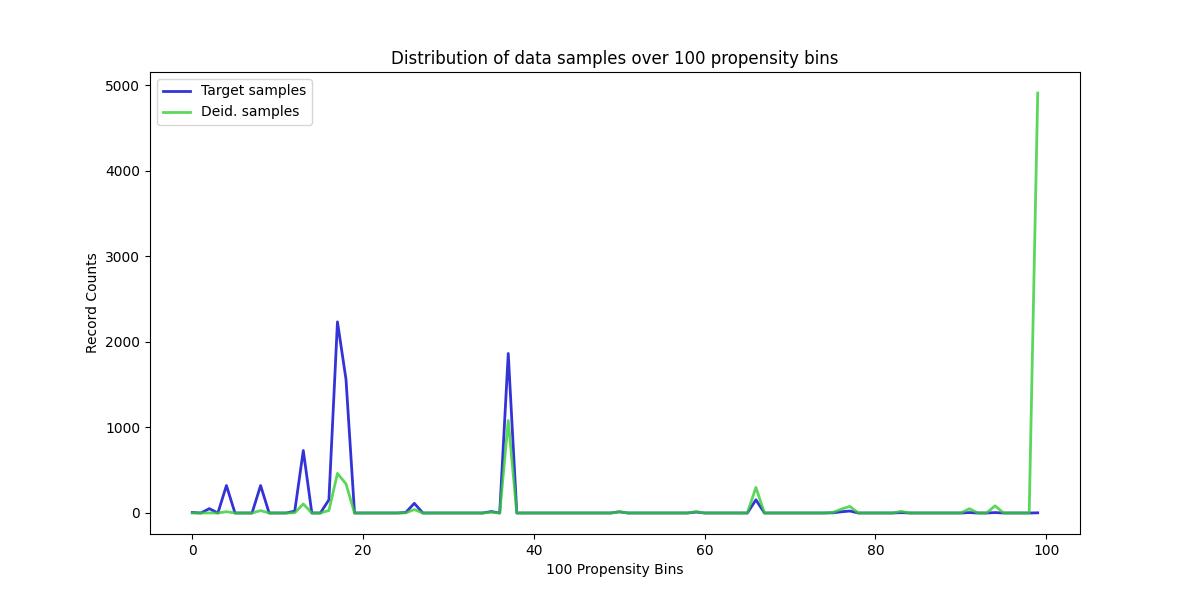 Distribution of data samples over 100 propensity bins
Target samples
Deid. samples
5000
4000
3000
2000
1000
0
Record Counts
0 20 40 60 80 100
100 Propensity Bins